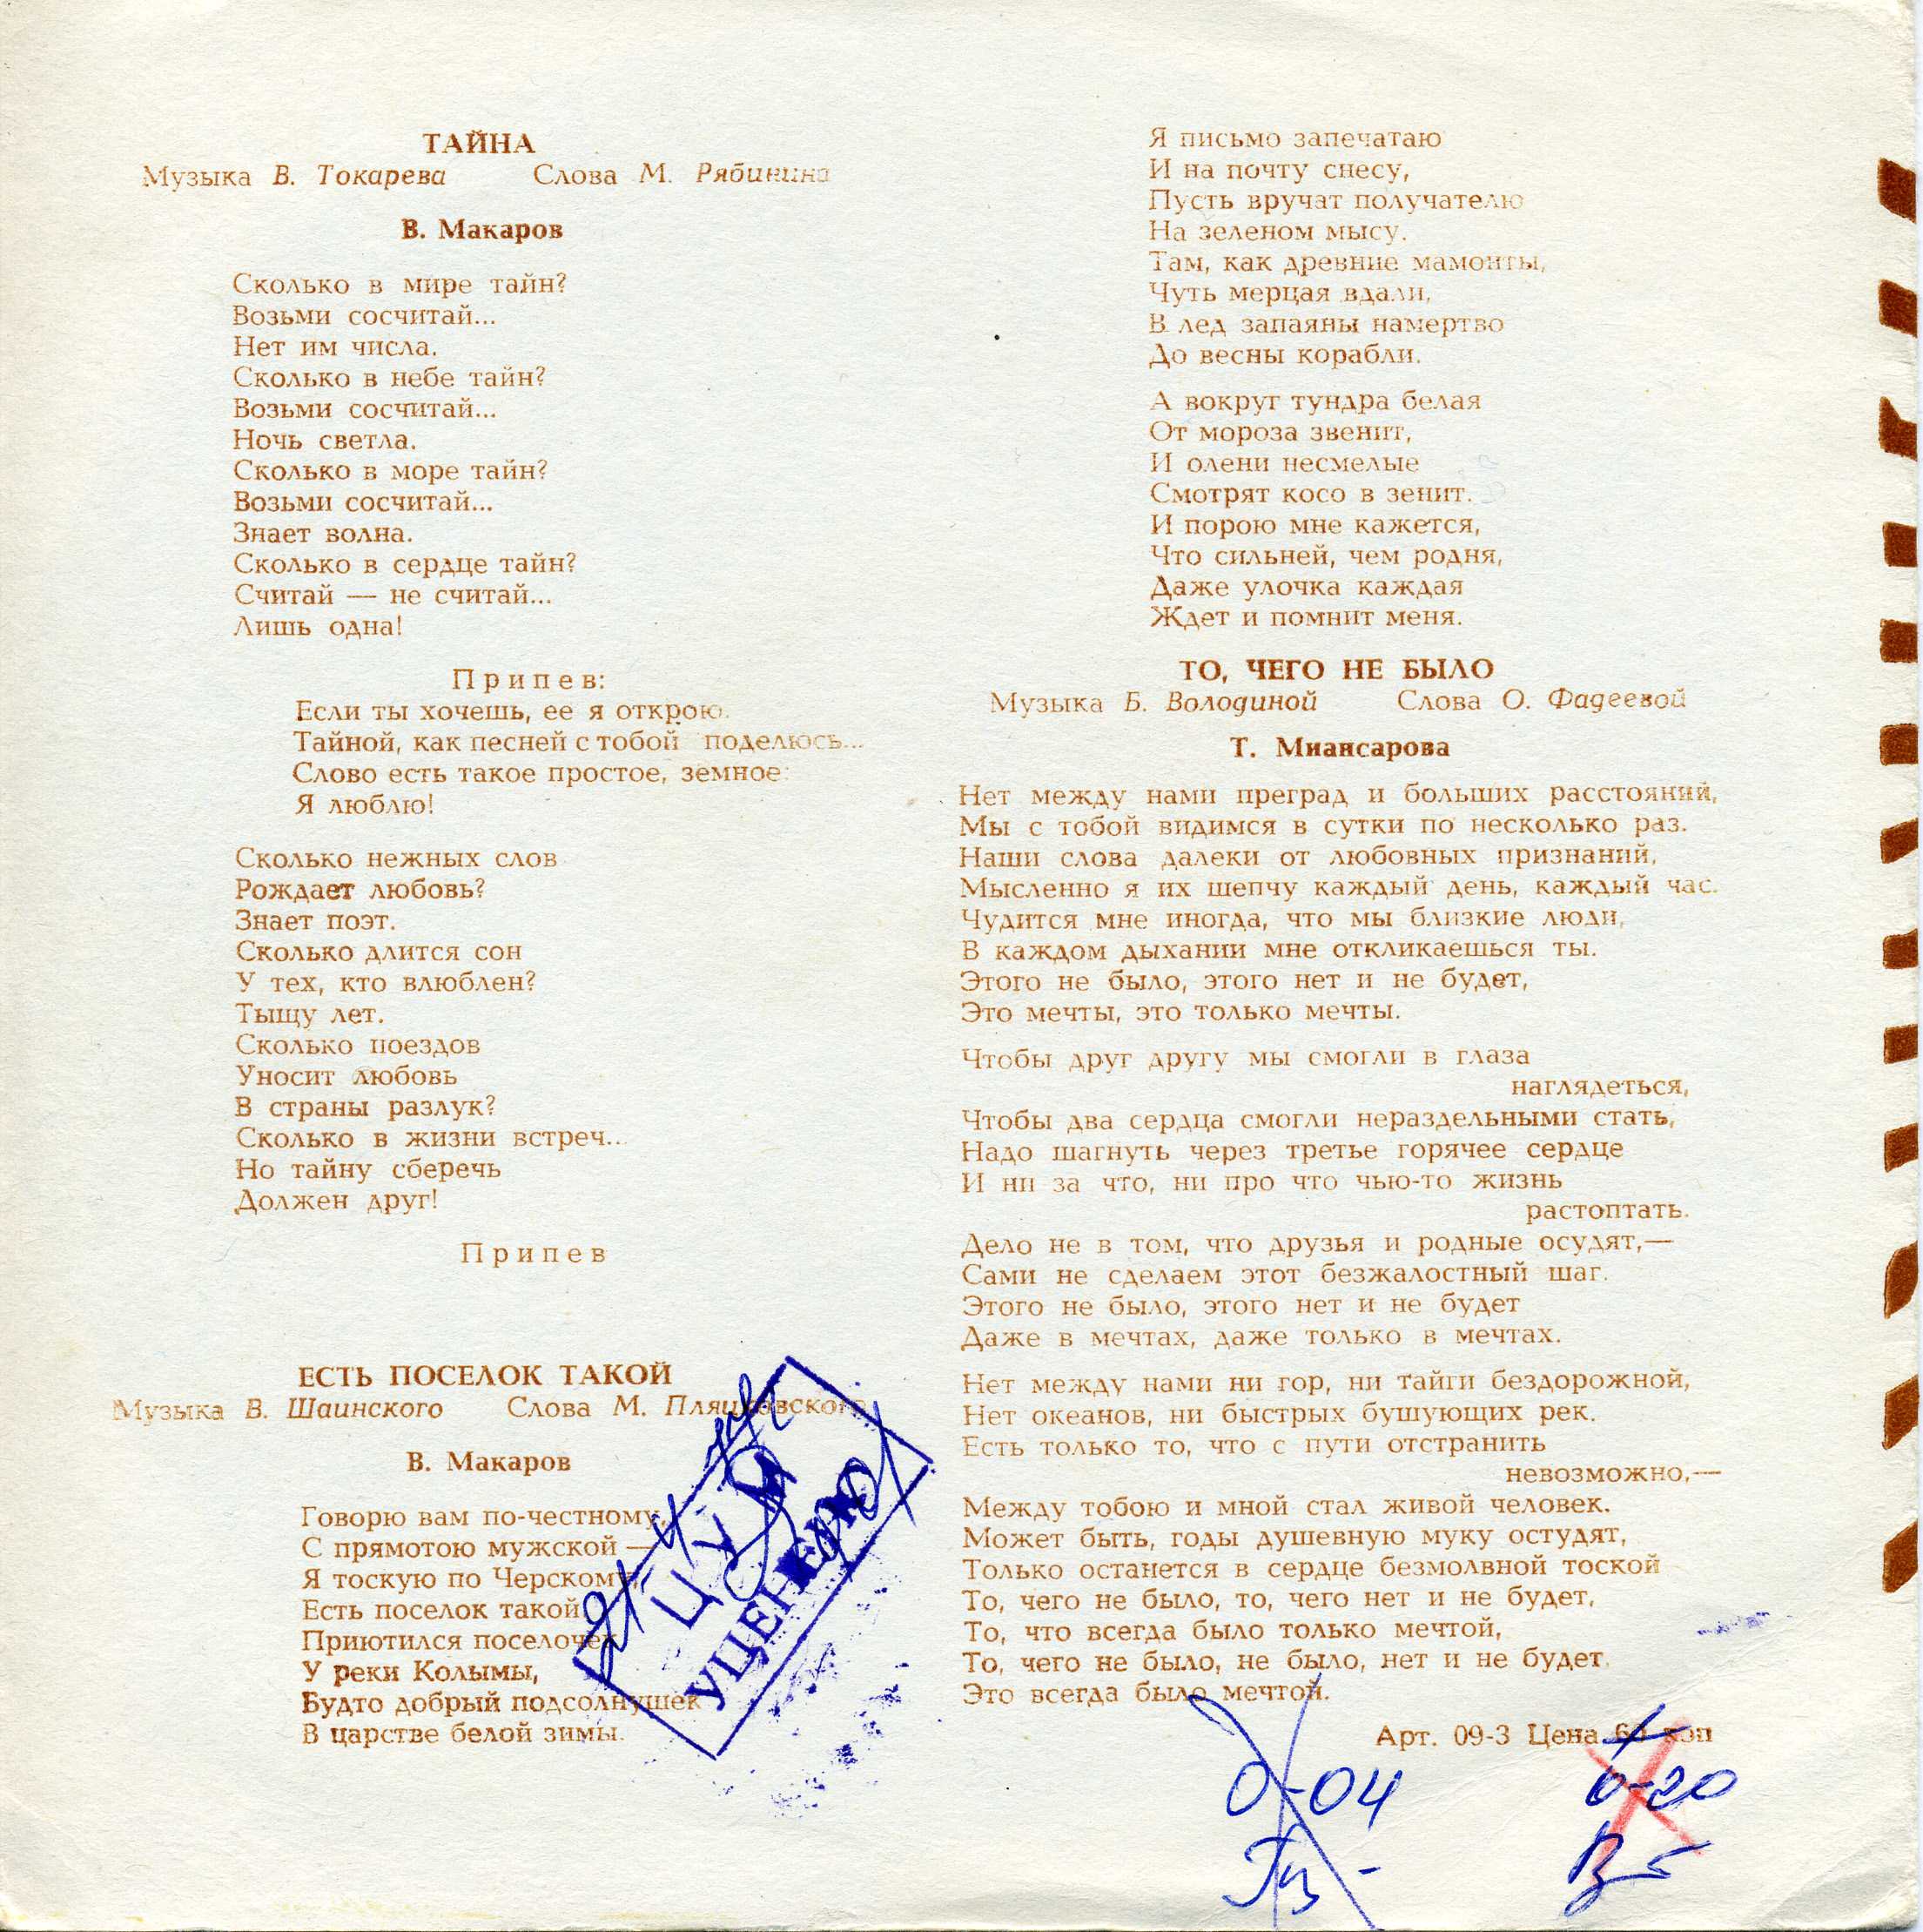 ТАЙНА
Музыка В. Токарева Слова М. Рябинина
В. Макаров
Сколько в мире тайн?
Возьми сосчитай...
Нет им числа.
Сколько в небе тайн?
Возьми сосчитай...
Ночь светла.
Сколько в море тайн?
Возьми сосчитай...
Знает волна.
Сколько в сердце тайн?
Считай — не считай...
Лишь одна!
Припев:
Если ты хочешь, ее я открою.
Тайной, как песней с тобой поделюсь...
Слово есть такое простое, земное:
Я люблю!
Сколько нежных слов
Рождает любовь?
Знает поэт.
Сколько длится сон
У тех, кто влюблен?
Тыщу лет.
Сколько поездов
Уносит любовь
В страны разлук?
Сколько в жизни встреч...
Но тайну сберечь
Должен друг!
Припев
ЕСТЬ ПОСЕЛОК ТАКОЙ
Музыка В. Шаинского Слова М. Пляцковского
В. Макаров
Говорю вам по-честному,
С прямотою мужской —
Я тоскую по Черскому,
Есть поселок такой.
Приютился поселочек
У реки Колымы,
Будто добрый подсолнушек
В царстве белой зимы.
ЦУМ
УЦЕНЕНО
Я письмо запечатаю
И на почту снесу,
Пусть вручат получателю
На зеленом мысу.
Там, как древние мамонты,
Чуть мерцая вдали,
В лед запаяны намертво
До весны корабли.
А вокруг тундра белая
От мороза звенит,
И олени несмелые
Смотрят косо в зенит.
И порою мне кажется,
Что сильней, чем родня,
Даже улочка каждая
Ждет и помнит меня.
ТО, ЧЕГО НЕ БЫЛО
Музыка Б. Володиной Слова О. Фадеевой
Т. Миансарова
Нет между нами преград и больших расстояний,
Мы с тобой видимся в сутки по несколько раз.
Наши слова далеки от любовных признаний,
Мысленно я их шепчу каждый день, каждый час.
Чудится мне иногда, что мы близкие люди,
В каждом дыхании мне откликаешься ты.
Этого не было, этого нет и не будет,
Это мечты, это только мечты.
Чтобы друг другу мы смогли в глаза
наглядеться,
Чтобы два сердца смогли нераздельными стать,
Надо шагнуть через третье горячее сердце
И ни за что, ни про что чью-то жизнь
растоптать.
Дело не в том, что друзья и родные осудят,—
Сами не сделаем этот безжалостный шаг.
Этого не было, этого нет и не будет
Даже в мечтах, даже только в мечтах.
Нет между нами ни гор, ни тайги бездорожной,
Нет океанов, ни быстрых бушующих рек.
Есть только то, что с пути отстранить
невозможно,—
Между тобою и мной стал живой человек.
Может быть, годы душевную муку остудят,
Только останется в сердце безмолвной тоской
То, чего не было, то, чего нет и не будет,
То, что всегда было только мечтой,
То, чего не было, не было, нет и не будет
Это всегда было мечтой.
Арт. 09-3 Цена 60 коп
0-04 0-20